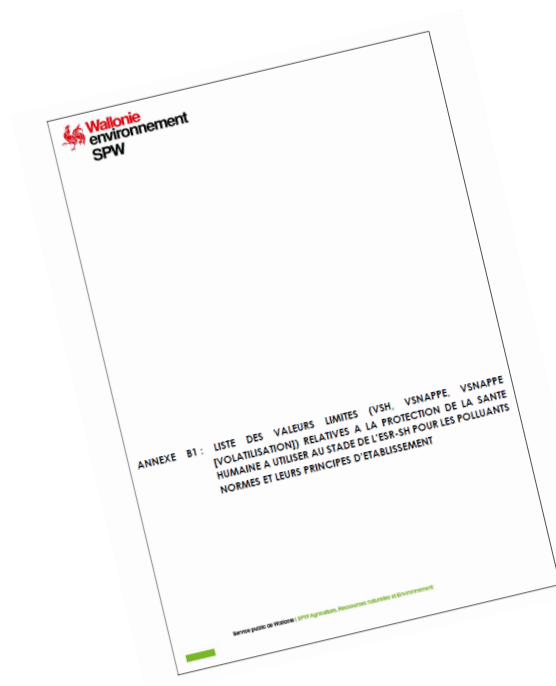 Wallonie
environnement
SPW
ANNEXE B1 : LISTE DES VALEURS LIMITES (VSH, VSNAPPE, VSNAPPE
[VOLATILISATION]) RELATIVES A LA PROTECTION DE LA SANTE
HUMAINE A UTILISER AU STADE DE L'ESR-SH POUR LES POLLUANTS
NORMES ET LEURS PRINCIPES D'ETABLISSEMENT
Service public de Wallonie | SPW Agriculture, Ressources naturelles et Environnement